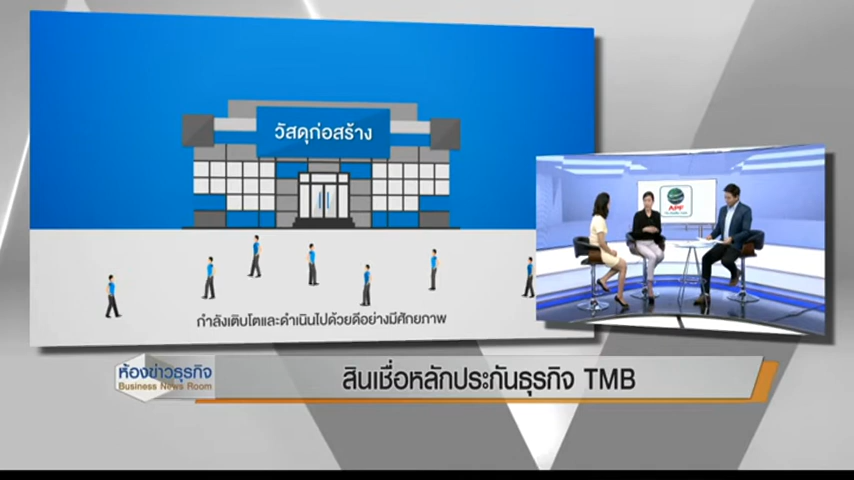 วัสดุก่อสร้าง
APF
กำลังเติบโตและดำเนินไปด้วยดีอย่างมีศักยภาพ
ห้องข่าวธุรกิจ
Business News Room
สินเชื่อหลักประกันธุรกิจ TMB